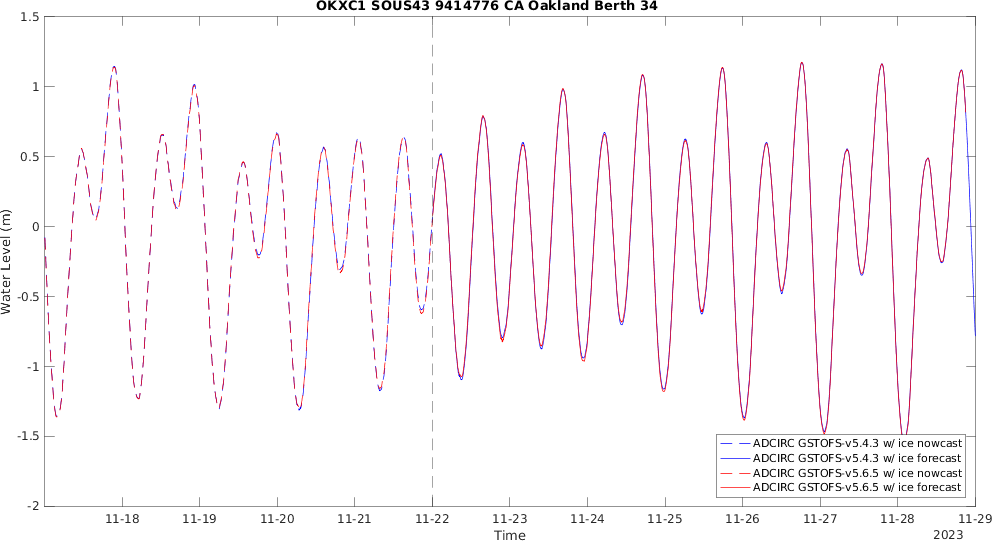 OKXC1 SOUS43 9414776 CA Oakland Berth 34
Water Level (m)
1.5
1
0.5
0
-0.5
-1
-1.5
-2
ADCIRC GSTOFS-v5.4.3 w/ ice nowcast
ADCIRC GSTOFS-v5.4.3 w/ ice forecast
ADCIRC GSTOFS-v5.6.5 w/ ice nowcast
ADCIRC GSTOFS-v5.6.5 w/ ice forecast
11-18 11-19 11-20 11-21 11-22 11-23 11-24 11-25 11-26 11-27 11-28 11-29
Time
2023